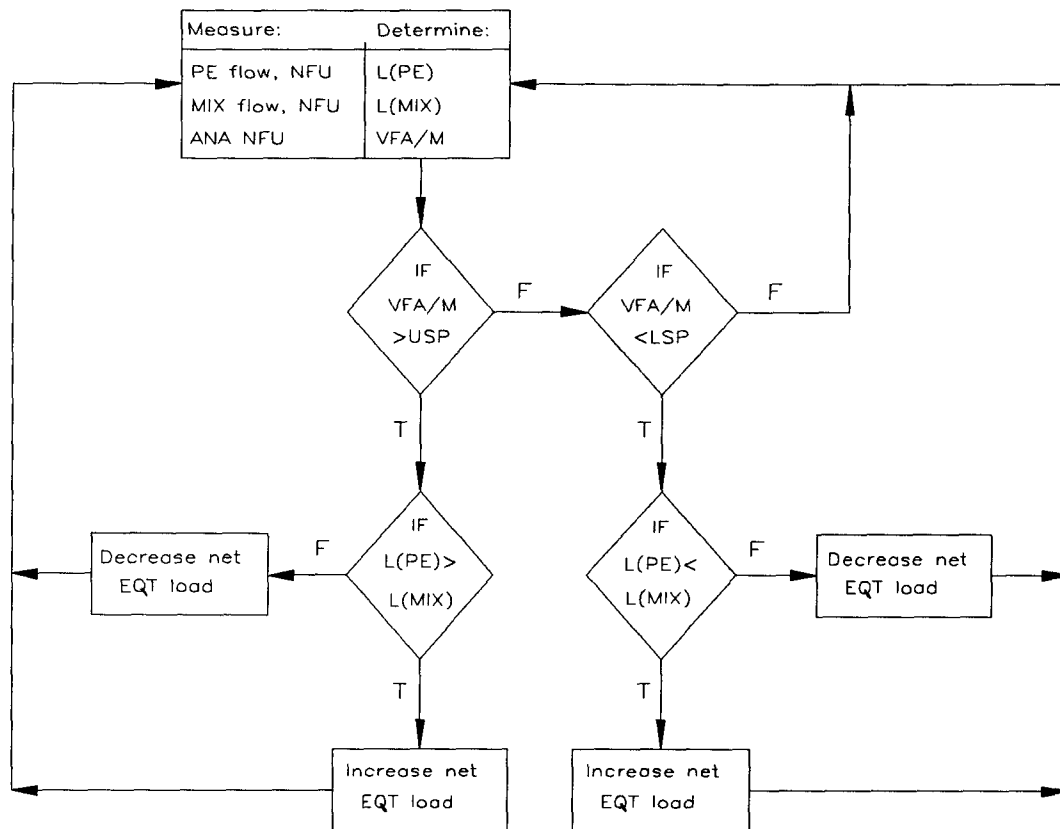 Measure: Determine:
PE flow, NFU L(PE)
MIX flow, NFU L(MIX)
ANA NFU VFA/M
IF
VFA/M
>USP
F
IF
VFA/M
<LSP
F
T
T
IF
L(PE)>
L(MIX)
F
Decrease net
EQT load
IF
L(PE)<
L(MIX)
F
Decrease net
EQT load
T
T
Increase net
EQT load
Increase net
EQT load